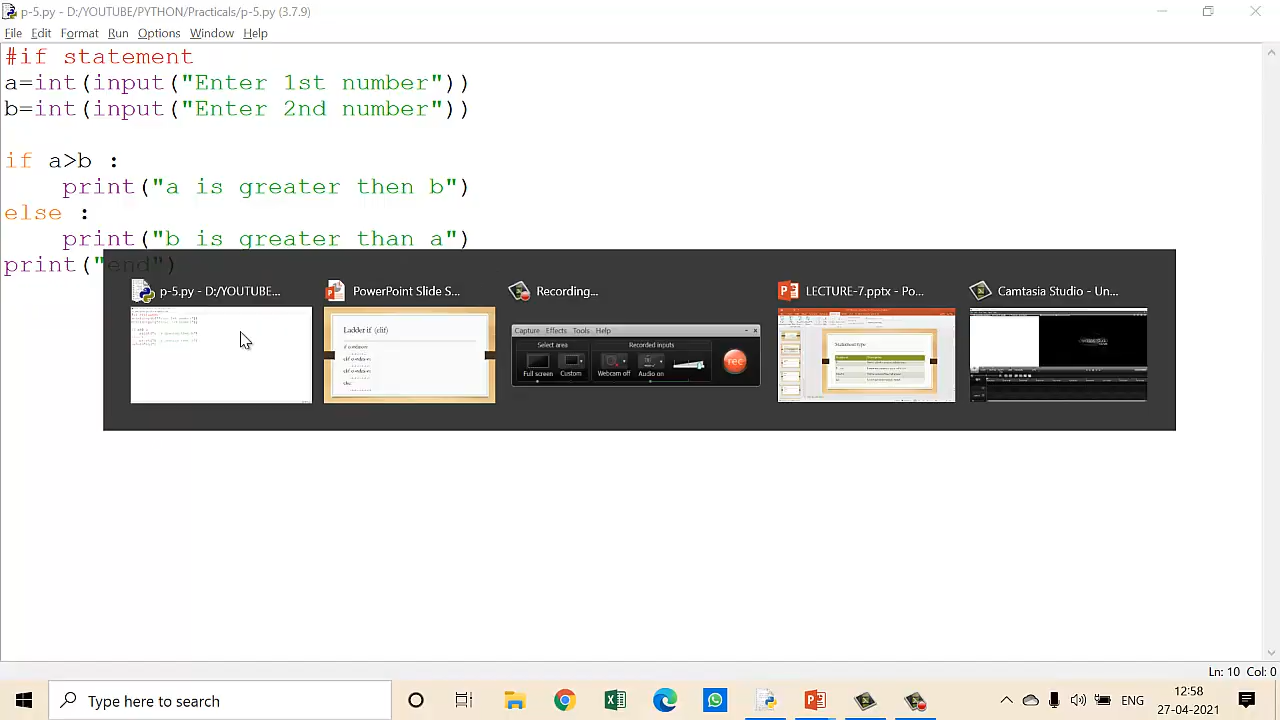 p-5.py - D:/YOUTUBE/PYTHON/Practicals/p-5.py (3.7.9)
File Edit Format Run Options Window Help
#if statement
a=int(input("Enter 1st number"))
b=int(input("Enter 2nd number"))
if a>b :
print("a is greater then b")
else :
print("b is greater than a")
print("end")
p-5.py - D:/YOUTUBE... PowerPoint Slide S... Recording... LECTURE-7.pptx - Po... Camtasia Studio - Un...
Ladder if (elif)
Capture Effects Tools Help
Select area Recorded inputs
Full screen Custom Webcam off Audio on rec
Ln: 10 Col: 0
Type here to search
ENG
12:58
27-04-2021